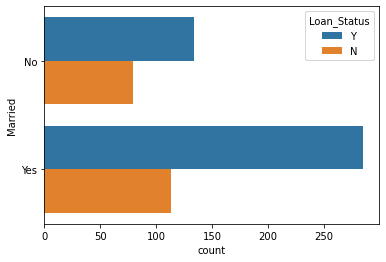 Loan_Status
Y
N
No
Yes
Married
0 50 100 150 200 250
count